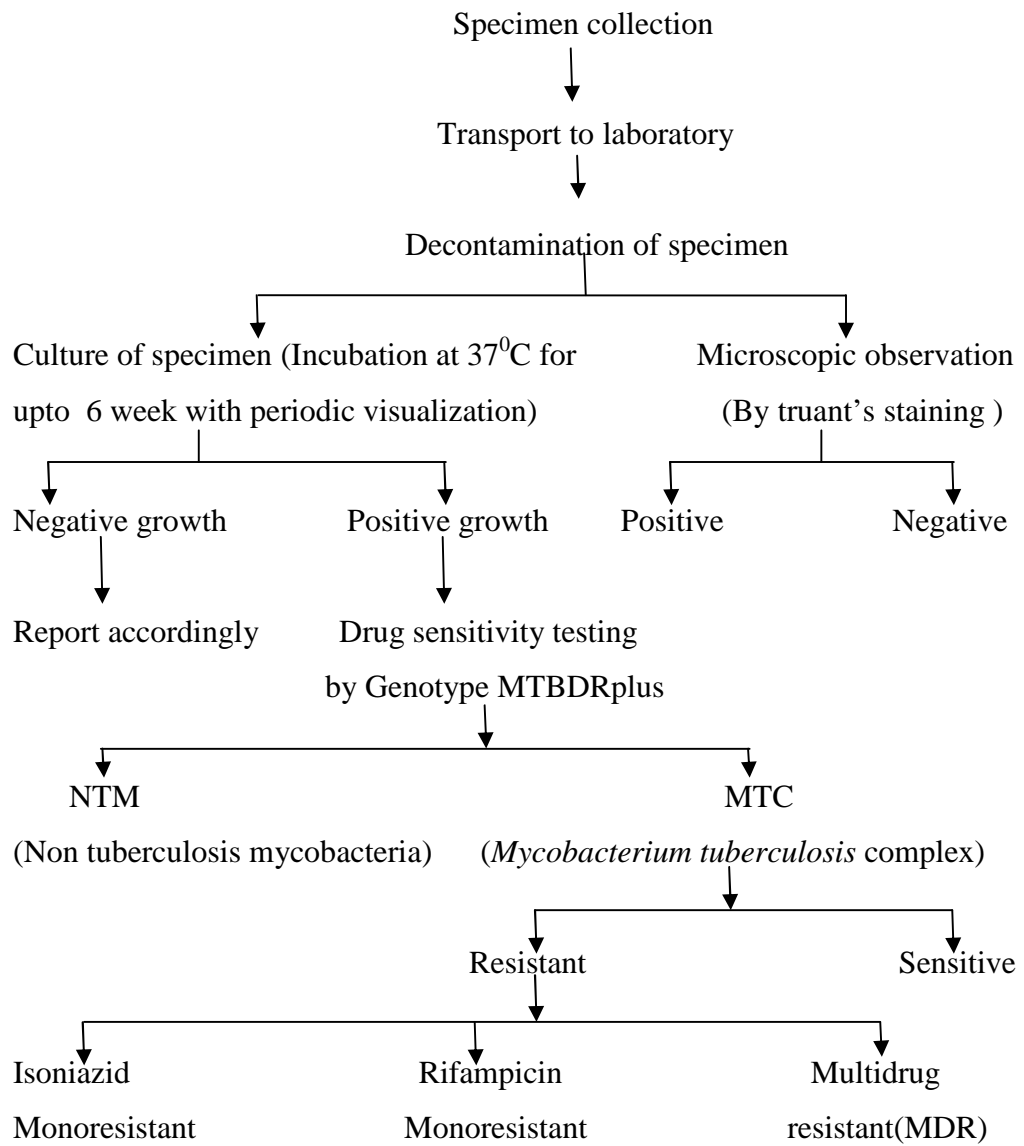 Specimen collection
Transport to laboratory
Decontamination of specimen
Culture of specimen (Incubation at 37⁰C for
upto 6 week with periodic visualization)
Microscopic observation
(By truant’s staining )
Negative growth
Positive growth
Positive
Negative
Report accordingly
Drug sensitivity testing
by Genotype MTBDRplus
NTM
(Non tuberculosis mycobacteria)
MTC
(Mycobacterium tuberculosis complex)
Resistant
Sensitive
Isoniazid
Monoresistant
Rifampicin
Monoresistant
Multidrug
resistant(MDR)